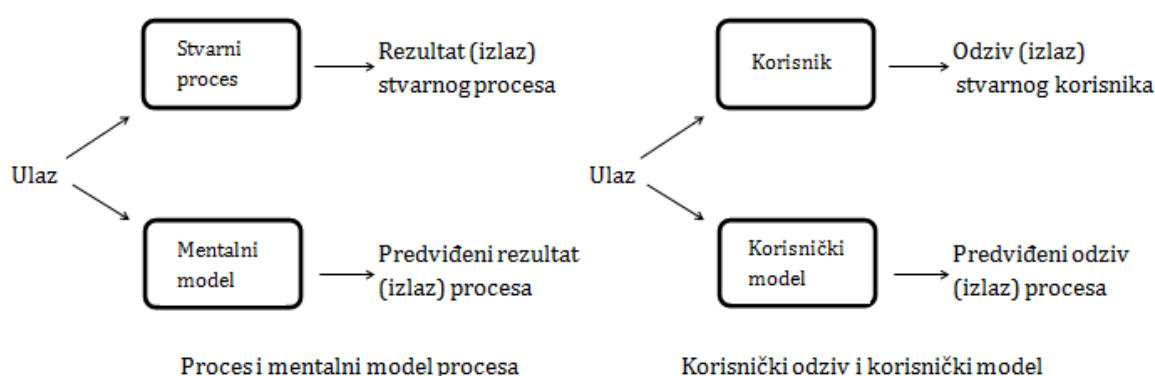 Stvarni
proces
Rezultat (izlaz)
stvarnog procesa
Ulaz
Mentalni
model
Predviđeni rezultat
(izlaz) procesa
Proces i mentalni model procesa
Korisnik
Odziv (izlaz)
stvarnog korisnika
Ulaz
Korisnički
model
Predviđeni odziv
(izlaz) procesa
Korisnički odziv i korisnički model